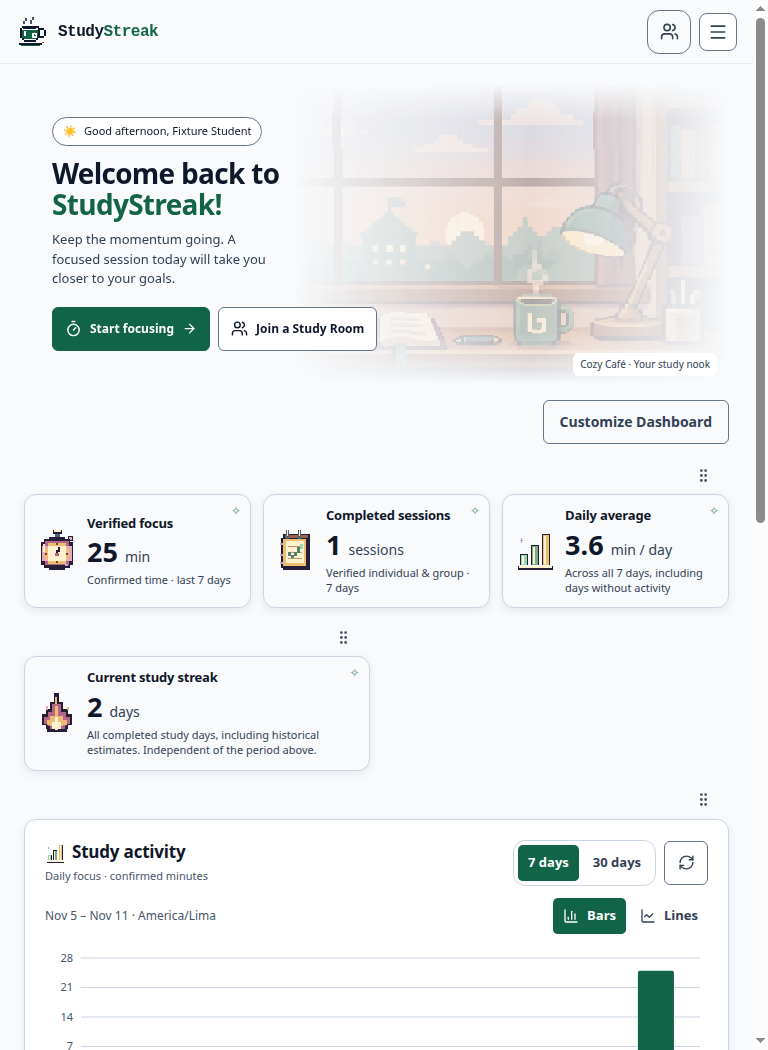 StudyStreak
Good afternoon, Fixture Student
Welcome back to
StudyStreak!
Keep the momentum going. A
focused session today will take you
closer to your goals.
Start focusing
Join a Study Room
Cozy Café · Your study nook
Customize Dashboard
Verified focus
25 min
Confirmed time · last 7 days
Completed sessions
1 sessions
Verified individual & group ·
7 days
Daily average
3.6 min / day
Across all 7 days, including
days without activity
Current study streak
2 days
All completed study days, including historical
estimates. Independent of the period above.
Study activity
Daily focus · confirmed minutes
7 days
30 days
Nov 5 – Nov 11 · America/Lima
Bars
Lines
28
21
14
7